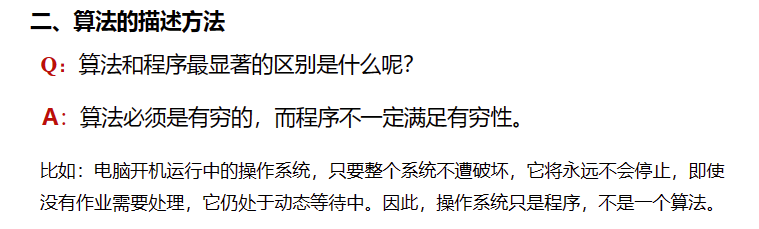 二、算法的描述方法
Q：算法和程序最显著的区别是什么呢？
A：算法必须是有穷的，而程序不一定满足有穷性。
比如：电脑开机运行中的操作系统，只要整个系统不遭破坏，它将永远不会停止，即使
没有作业需要处理，它仍处于动态等待中。因此，操作系统只是程序，不是一个算法。